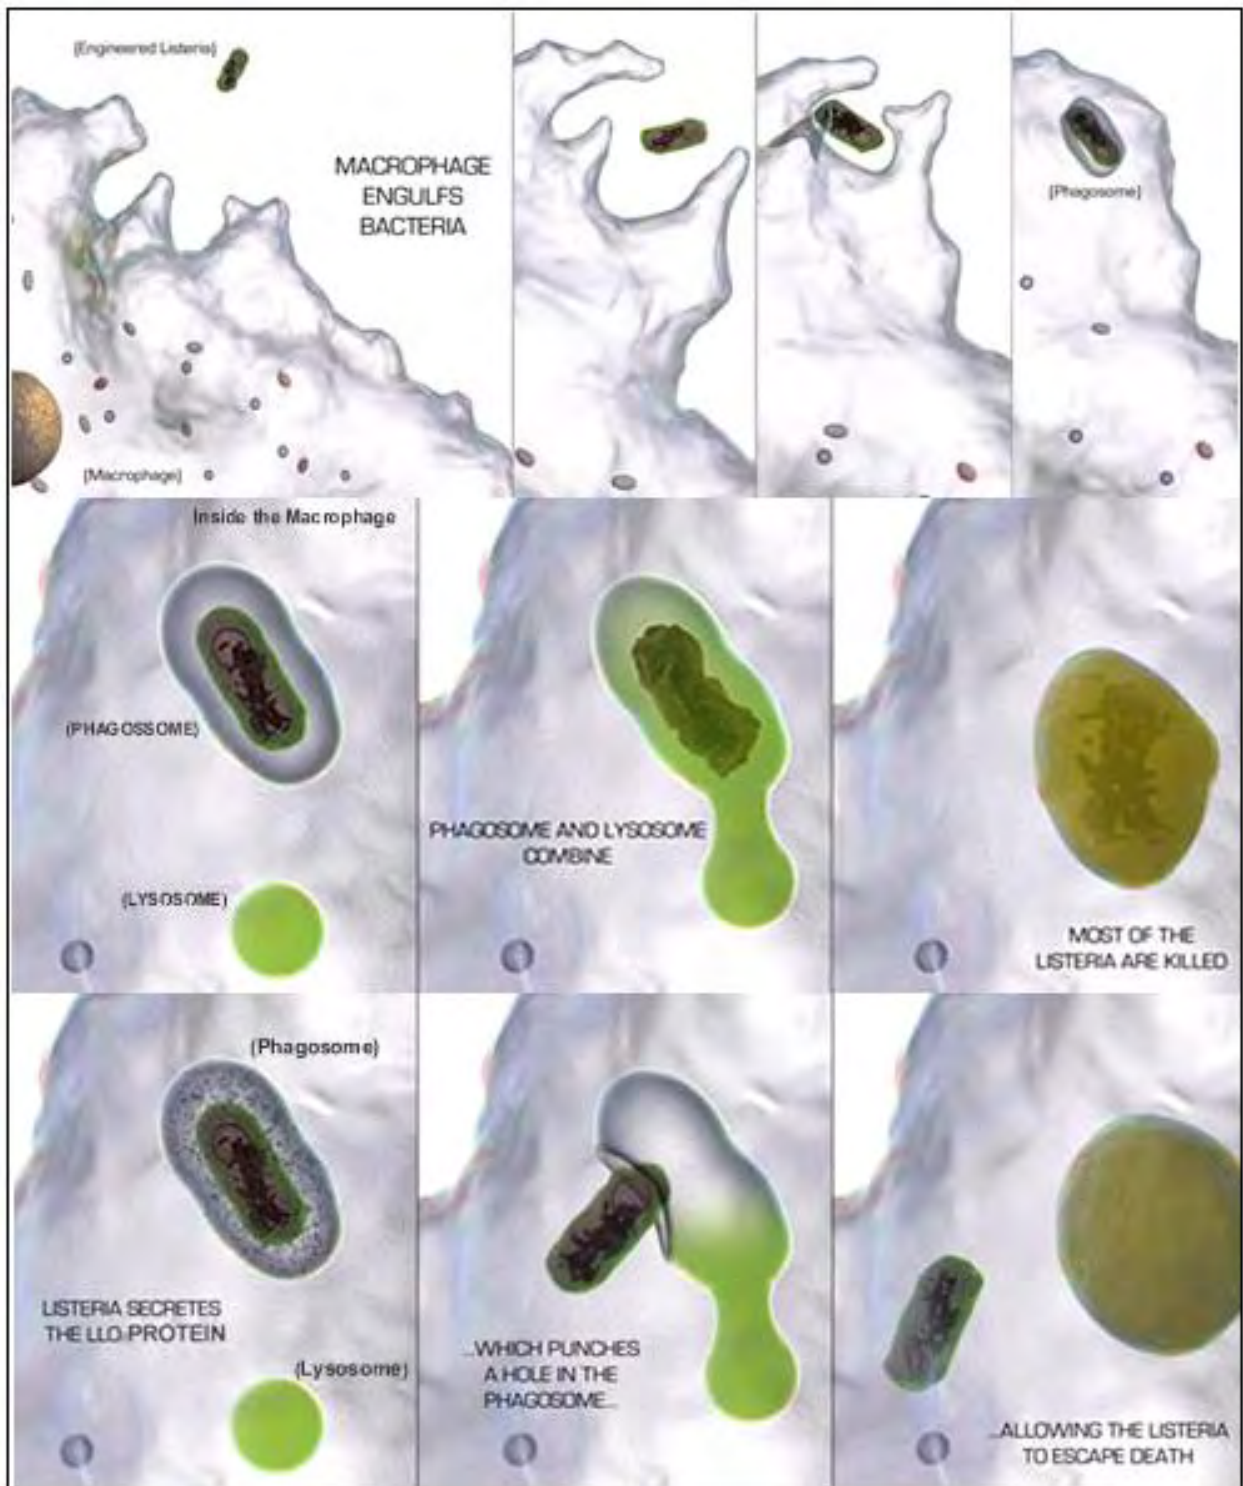 (Engineered Listeria)
MACROPHAGE
ENGULFS
BACTERIA
(Macrophage)
(Phagosome)
Inside the Macrophage
(PHAGOSSOME)
(LYSOSOME)
PHAGOSOME AND LYSOSOME
COMBINE
MOST OF THE
LISTERIA ARE KILLED
(Phagosome)
LISTERIA SECRETES
THE LLO PROTEIN
(Lysosome)
...WHICH PUNCHES
A HOLE IN THE
PHAGOSOME...
...ALLOWING THE LISTERIA
TO ESCAPE DEATH